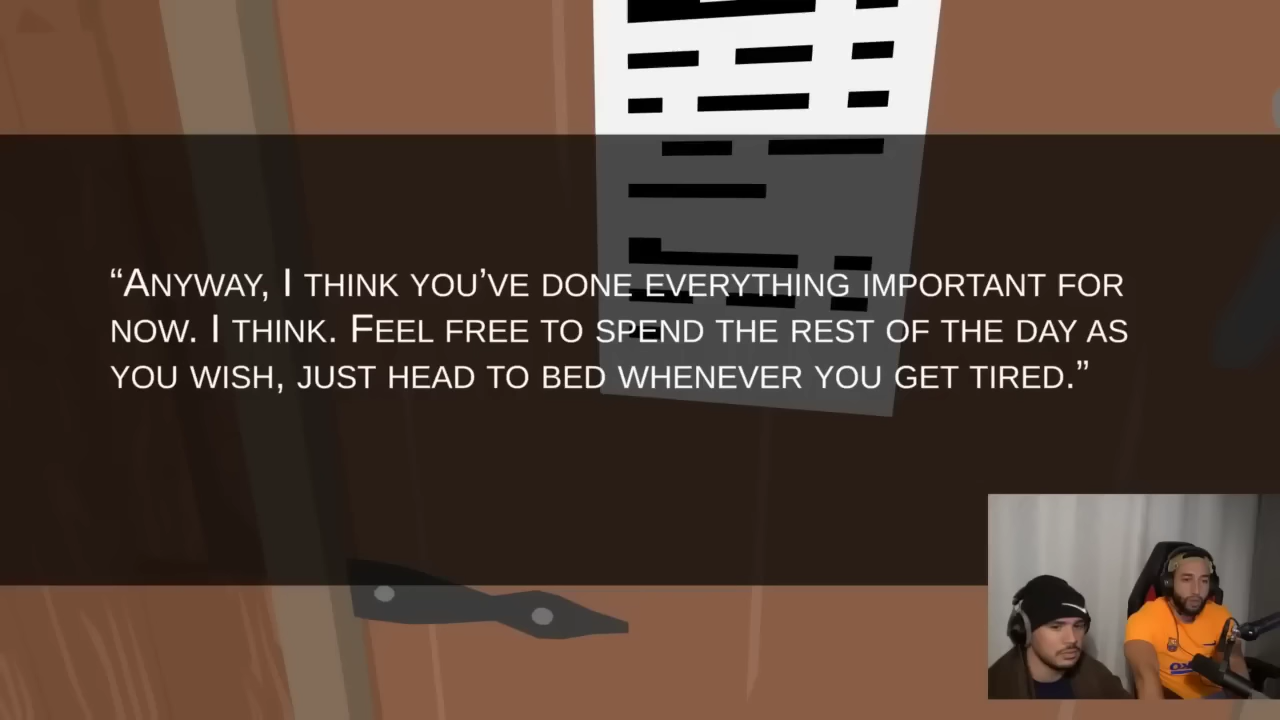 “Anyway, I think you’ve done everything important for
now. I think. Feel free to spend the rest of the day as
you wish, just head to bed whenever you get tired.”